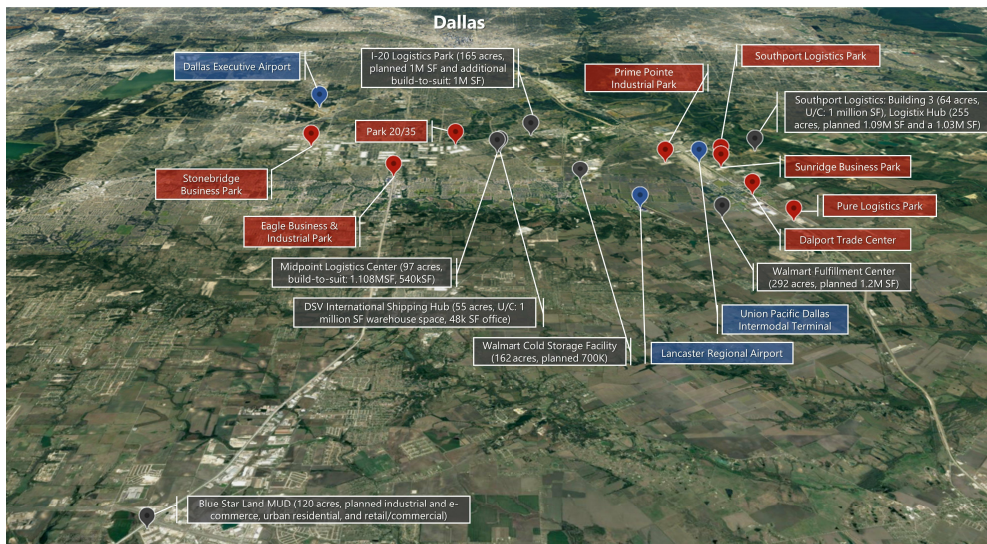 Dallas
Dallas Executive Airport
I-20 Logistics Park (165 acres,
planned 1M SF and additional
build-to-suit: 1M SF)
Prime Pointe
Industrial Park
Southport Logistics Park
Southport Logistics: Building 3 (64 acres,
U/C: 1 million SF), Logistix Hub (255
acres, planned 1.09M SF and a 1.03M SF)
Park 20/35
Stonebridge
Business Park
Sunridge Business Park
Eagle Business &
Industrial Park
Pure Logistics Park
Dalport Trade Center
Midpoint Logistics Center (97 acres,
build-to-suit: 1.108MSF, 540kSF)
Walmart Fulfillment Center
(292 acres, planned 1.2M SF)
DSV International Shipping Hub (55 acres, U/C: 1
million SF warehouse space, 48k SF office)
Union Pacific Dallas
Intermodal Terminal
Walmart Cold Storage Facility
(162 acres, planned 700K)
Lancaster Regional Airport
Blue Star Land MUD (120 acres, planned industrial and e-
commerce, urban residential, and retail/commercial)